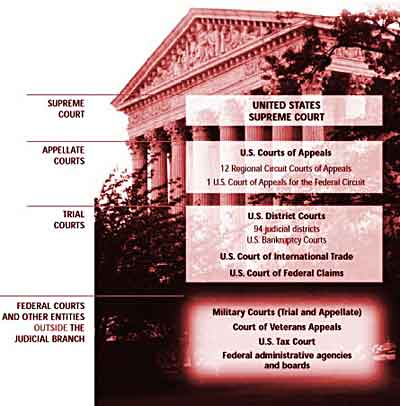 SUPREME
COURT
UNITED STATES
SUPREME COURT
APPELLATE
COURTS
U.S. Courts of Appeals
12 Regional Circuit Courts of Appeals
1 U.S. Court of Appeals for the Federal Circuit
TRIAL
COURTS
U.S. District Courts
94 judicial districts
U.S. Bankruptcy Courts
U.S. Court of International Trade
U.S. Court of Federal Claims
FEDERAL COURTS
AND OTHER ENTITIES
OUTSIDE THE
JUDICIAL BRANCH
Military Courts (Trial and Appellate)
Court of Veterans Appeals
U.S. Tax Court
Federal administrative agencies
and boards